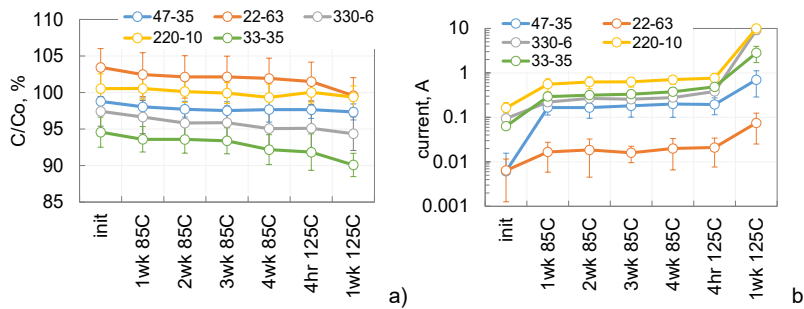 47-35 22-63 330-6
220-10 33-35
C/Co, %
110
105
100
95
90
85
init
1wk 85C
2wk 85C
3wk 85C
4wk 85C
4hr 125C
1wk 125C
a)
47-35 22-63
330-6 220-10
33-35
current, A
10
1
0.1
0.01
0.001
init
1wk 85C
2wk 85C
3wk 85C
4wk 85C
4hr 125C
1wk 125C
b